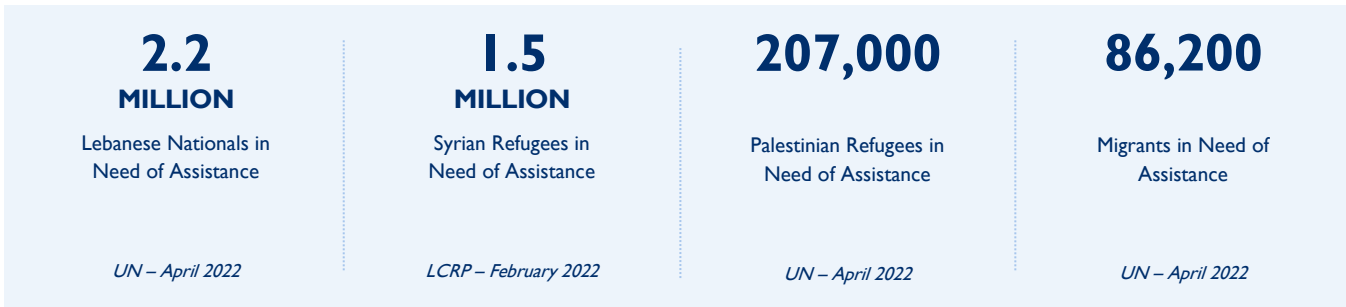 2.2
MILLION
Lebanese Nationals in
Need of Assistance
UN – April 2022
1.5
MILLION
Syrian Refugees in
Need of Assistance
LCRP – February 2022
207,000
Palestinian Refugees in
Need of Assistance
UN – April 2022
86,200
Migrants in Need of
Assistance
UN – April 2022